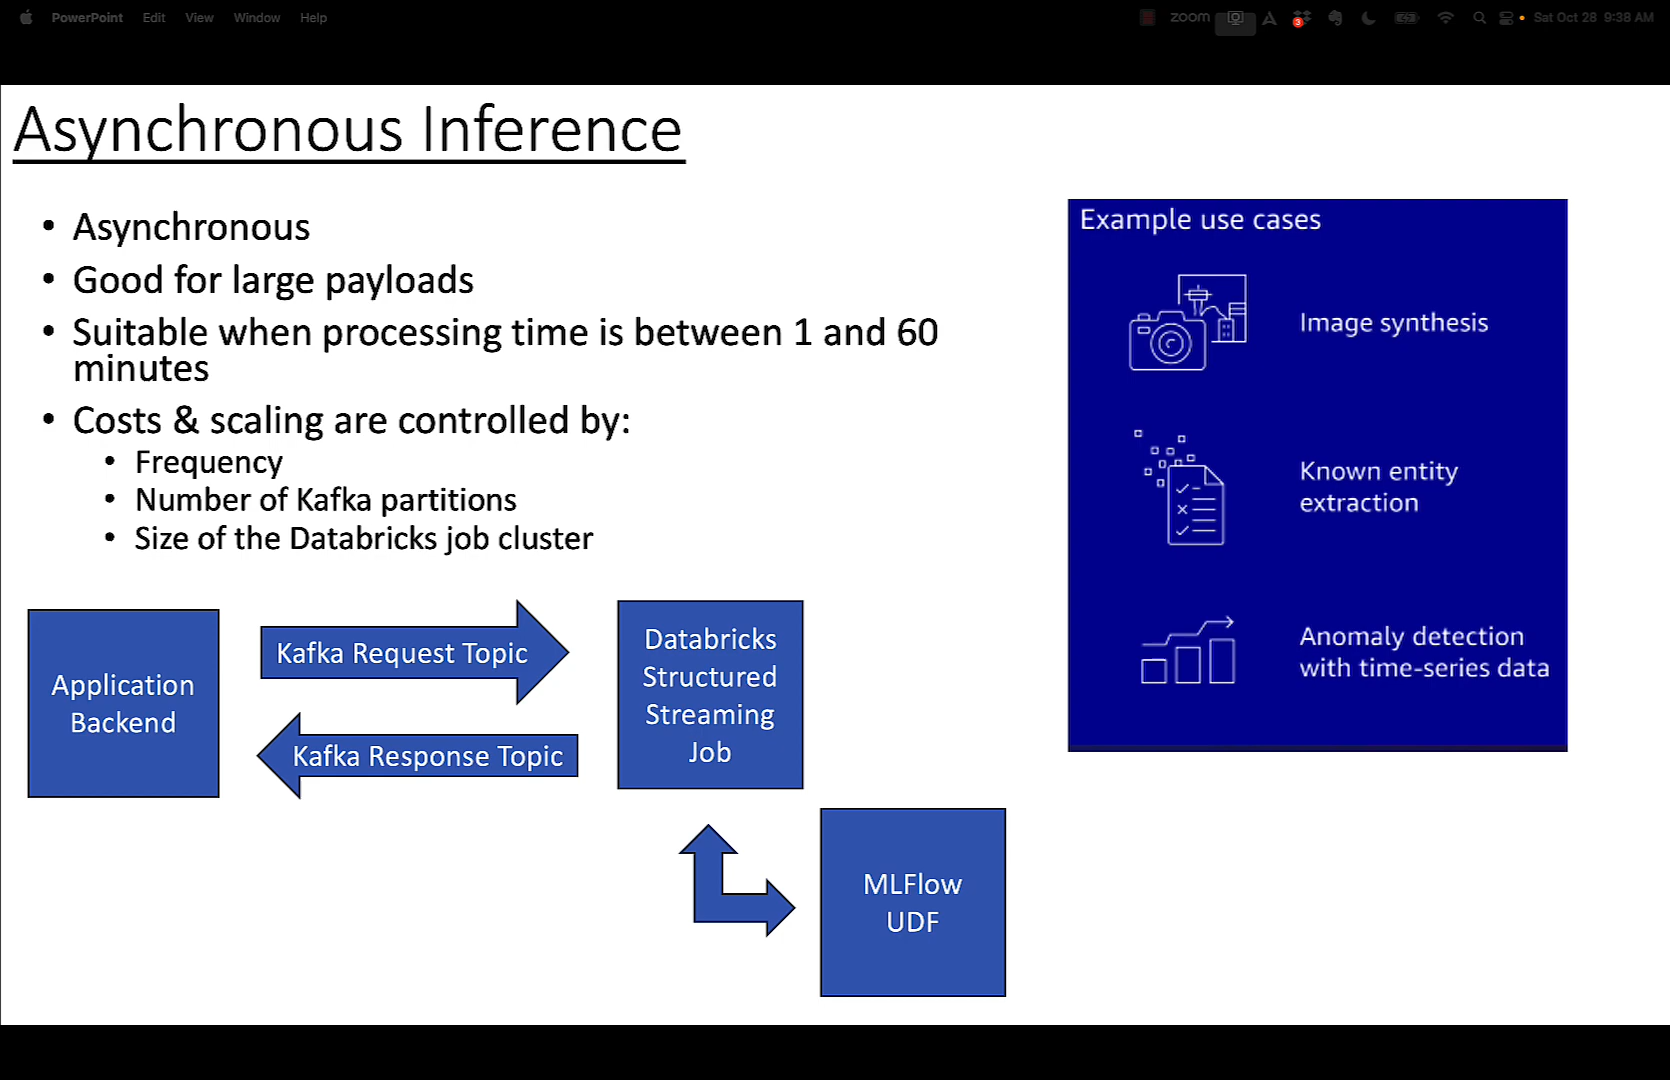 PowerPoint Edit View Window Help
zoom 3 Sat Oct 28 9:38 AM
Asynchronous Inference
• Asynchronous
• Good for large payloads
• Suitable when processing time is between 1 and 60
minutes
• Costs & scaling are controlled by:
• Frequency
• Number of Kafka partitions
• Size of the Databricks job cluster
Example use cases
Image synthesis
Known entity
extraction
Anomaly detection
with time-series data
Application
Backend
Kafka Request Topic
Kafka Response Topic
Databricks
Structured
Streaming
Job
MLFlow
UDF